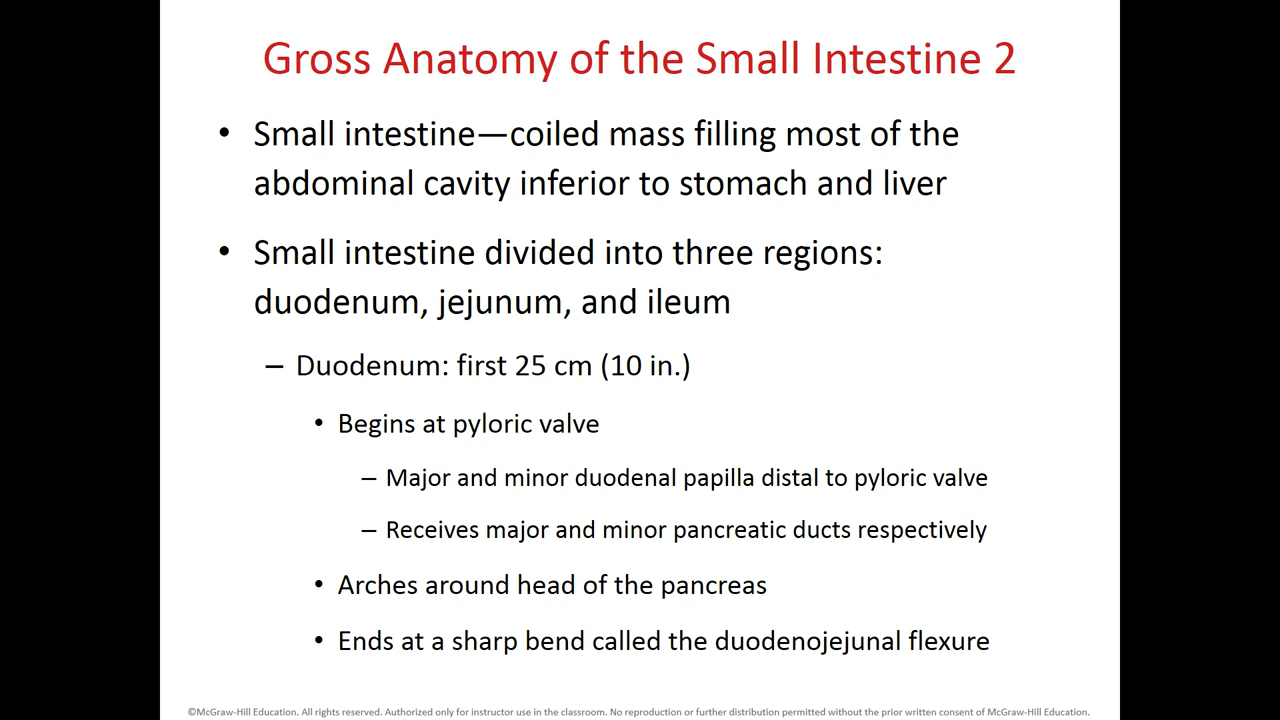 Gross Anatomy of the Small Intestine 2
• Small intestine—coiled mass filling most of the
abdominal cavity inferior to stomach and liver
• Small intestine divided into three regions:
duodenum, jejunum, and ileum
– Duodenum: first 25 cm (10 in.)
• Begins at pyloric valve
– Major and minor duodenal papilla distal to pyloric valve
– Receives major and minor pancreatic ducts respectively
• Arches around head of the pancreas
• Ends at a sharp bend called the duodenojejunal flexure
©McGraw-Hill Education. All rights reserved. Authorized only for instructor use in the classroom. No reproduction or further distribution permitted without the prior written consent of McGraw-Hill Education.